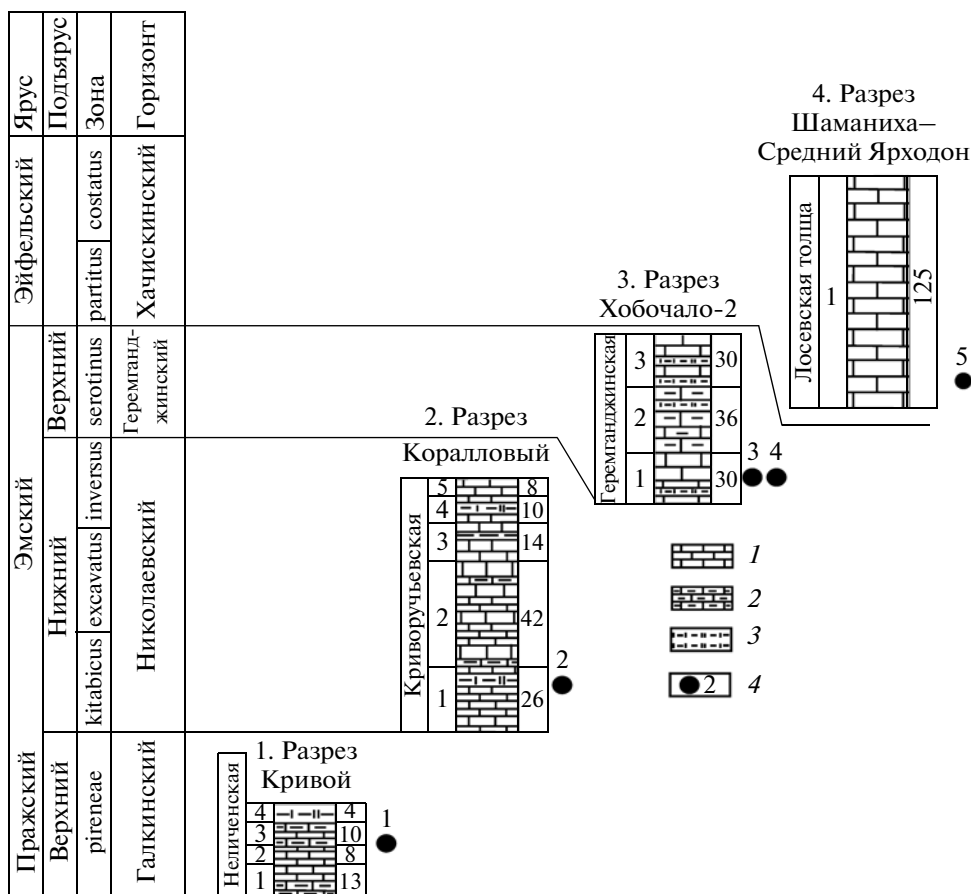 Ярус
Подъярус
Зона
Горизонт
Эйфельский
costatus
partitus
Хачискинский
Эмский
Верхний
serotinus
Геремганд-
жинский
Нижний
inversus
excavatus
kitabicus
Николаевский
Пражский
Верхний
pireneae
Галкинский
1. Разрез
Кривой
Неличенская
4 4
3 10
2 8
1 13
1
2. Разрез
Коралловый
Криворучьевская
5 8
4 10
3 14
2 42
1 26
2
3. Разрез
Хобочало-2
Геремганджинская
3 30
2 36
1 30
3 4
4. Разрез
Шаманиха–
Средний Ярходон
Лосевская толща
1 125
5
1
2
3
2 4